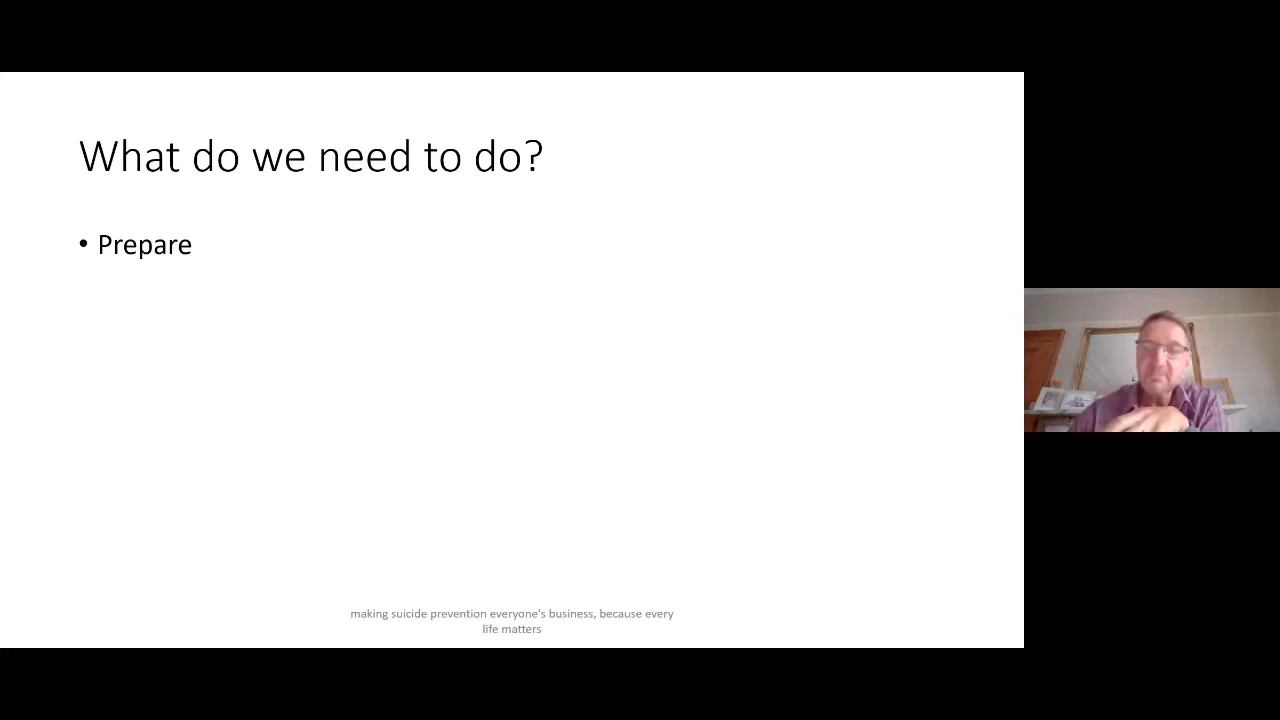 What do we need to do?
• Prepare
making suicide prevention everyone's business, because every
life matters